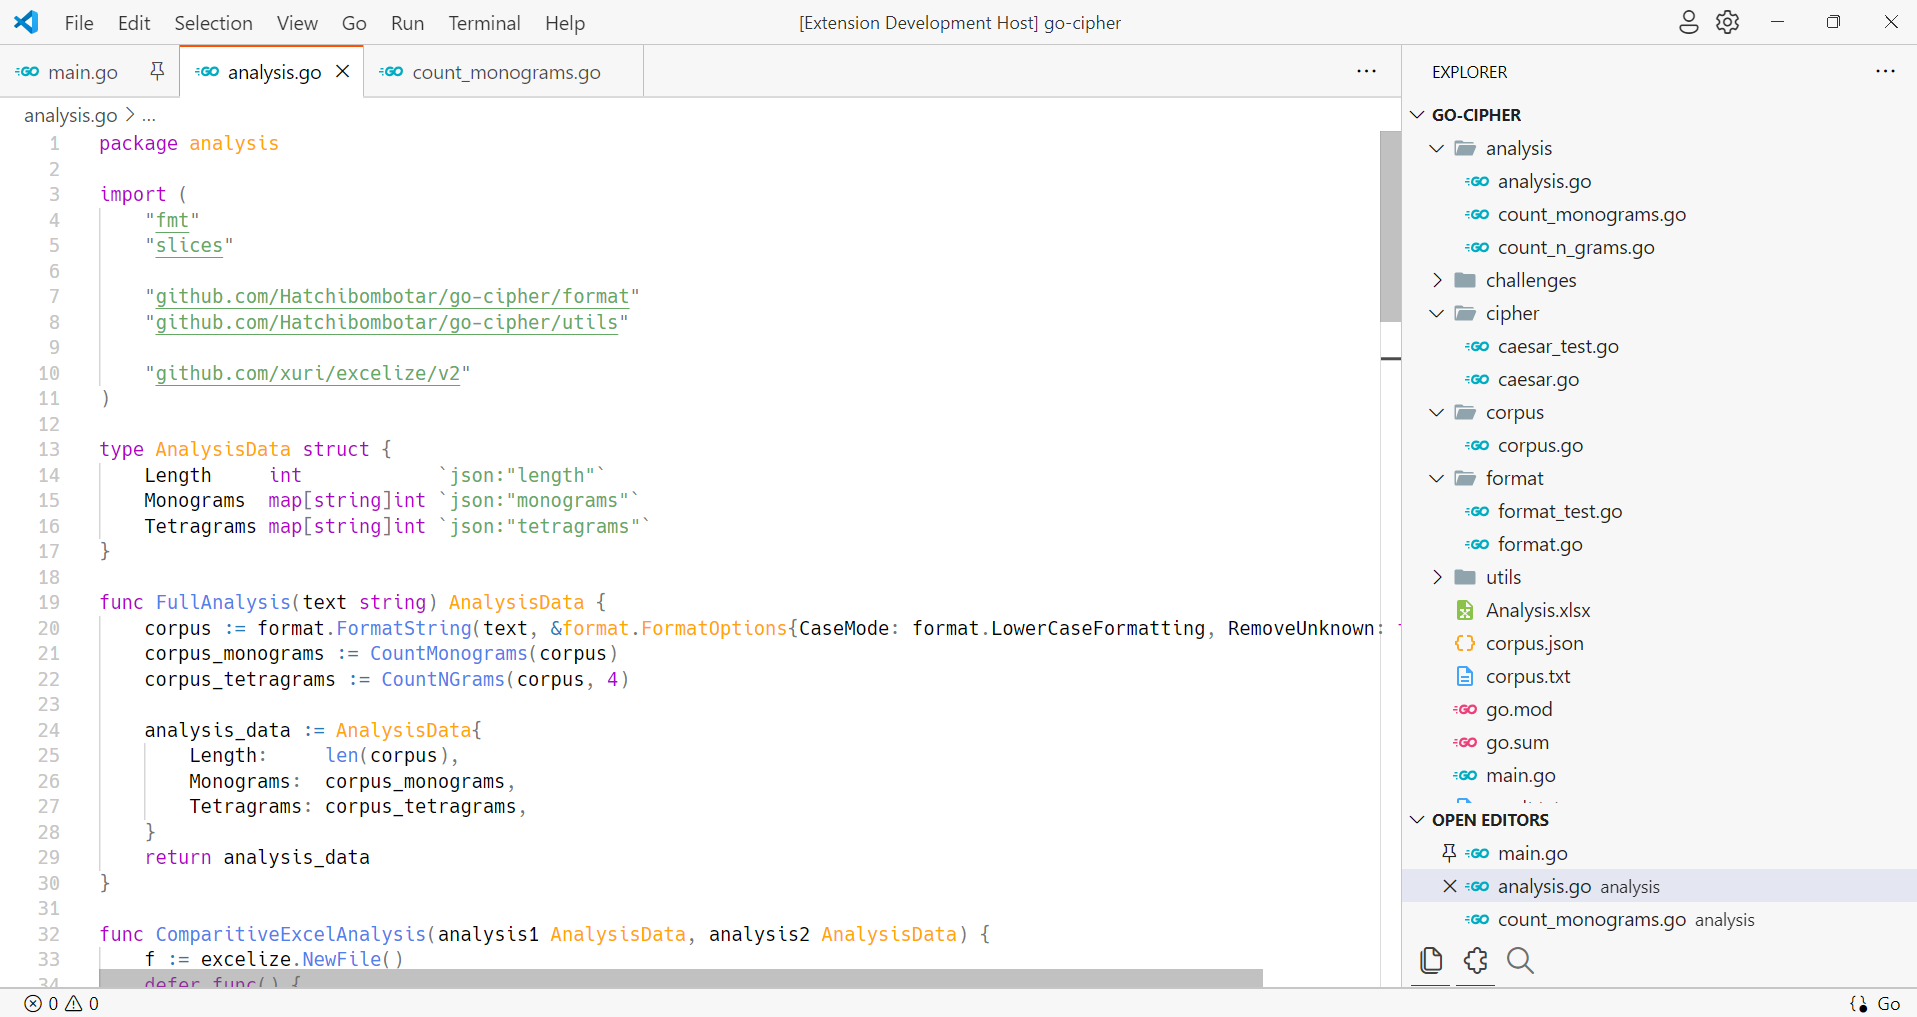 File Edit Selection View Go Run Terminal Help
[Extension Development Host] go-cipher
main.go
analysis.go
count_monograms.go
analysis.go > ...
1 package analysis
2
3 import (
4 "fmt"
5 "slices"
6
7 "github.com/Hatchibombotar/go-cipher/format"
8 "github.com/Hatchibombotar/go-cipher/utils"
9
10 "github.com/xuri/excelize/v2"
11 )
12
13 type AnalysisData struct {
14 Length int `json:"length"`
15 Monograms map[string]int `json:"monograms"`
16 Tetragrams map[string]int `json:"tetragrams"`
17 }
18
19 func FullAnalysis(text string) AnalysisData {
20 corpus := format.FormatString(text, &format.FormatOptions{CaseMode: format.LowerCaseFormatting, RemoveUnknown:
21 corpus_monograms := CountMonograms(corpus)
22 corpus_tetragrams := CountNGrams(corpus, 4)
23
24 analysis_data := AnalysisData{
25 Length: len(corpus),
26 Monograms: corpus_monograms,
27 Tetragrams: corpus_tetragrams,
28 }
29 return analysis_data
30 }
31
32 func ComparitiveExcelAnalysis(analysis1 AnalysisData, analysis2 AnalysisData) {
33 f := excelize.NewFile()
34 defer func() {
EXPLORER
GO-CIPHER
analysis
analysis.go
count_monograms.go
count_n_grams.go
challenges
cipher
caesar_test.go
caesar.go
corpus
corpus.go
format
format_test.go
format.go
utils
Analysis.xlsx
corpus.json
corpus.txt
go.mod
go.sum
main.go
OPEN EDITORS
main.go
analysis.go analysis
count_monograms.go analysis
0 0
Go